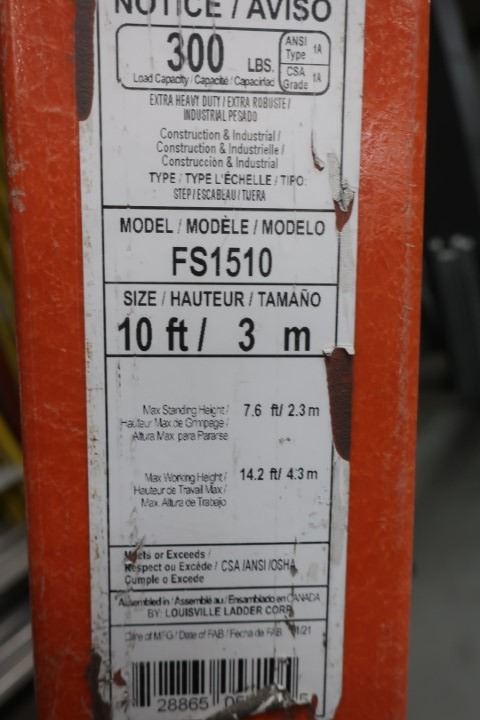 NOTICE / AVISO
300 LBS.
ANSI
Type 1A
CSA
Grade 1A
Load Capacity / Capacité / Capacidad
EXTRA HEAVY DUTY / EXTRA ROBUSTE /
INDUSTRIAL PESADO
Construction & Industrial /
Construction & Industrielle /
Construcción & Industrial
TYPE / TYPE L'ÉCHELLE / TIPO:
STEP / ESCABEAU / TIJERA
MODEL / MODÈLE / MODELO
FS1510
SIZE / HAUTEUR / TAMAÑO
10 ft / 3 m
Max Standing Height /
Hauteur Max de Grimpage /
Altura Max. para Pararse
7.6 ft/ 2.3 m
Max Working Height /
Hauteur de Travail Max /
Max. Altura de Trabajo
14.2 ft/ 4.3 m
Meets or Exceeds /
Respect ou Excède / CSA /ANSI /OSHA
Cumple o Excede
Assembled in / Assemblé au / Ensamblado en CANADA
BY: LOUISVILLE LADDER CORP.
Date of MFG / Date of FAB / Fecha de FAB /21
28865